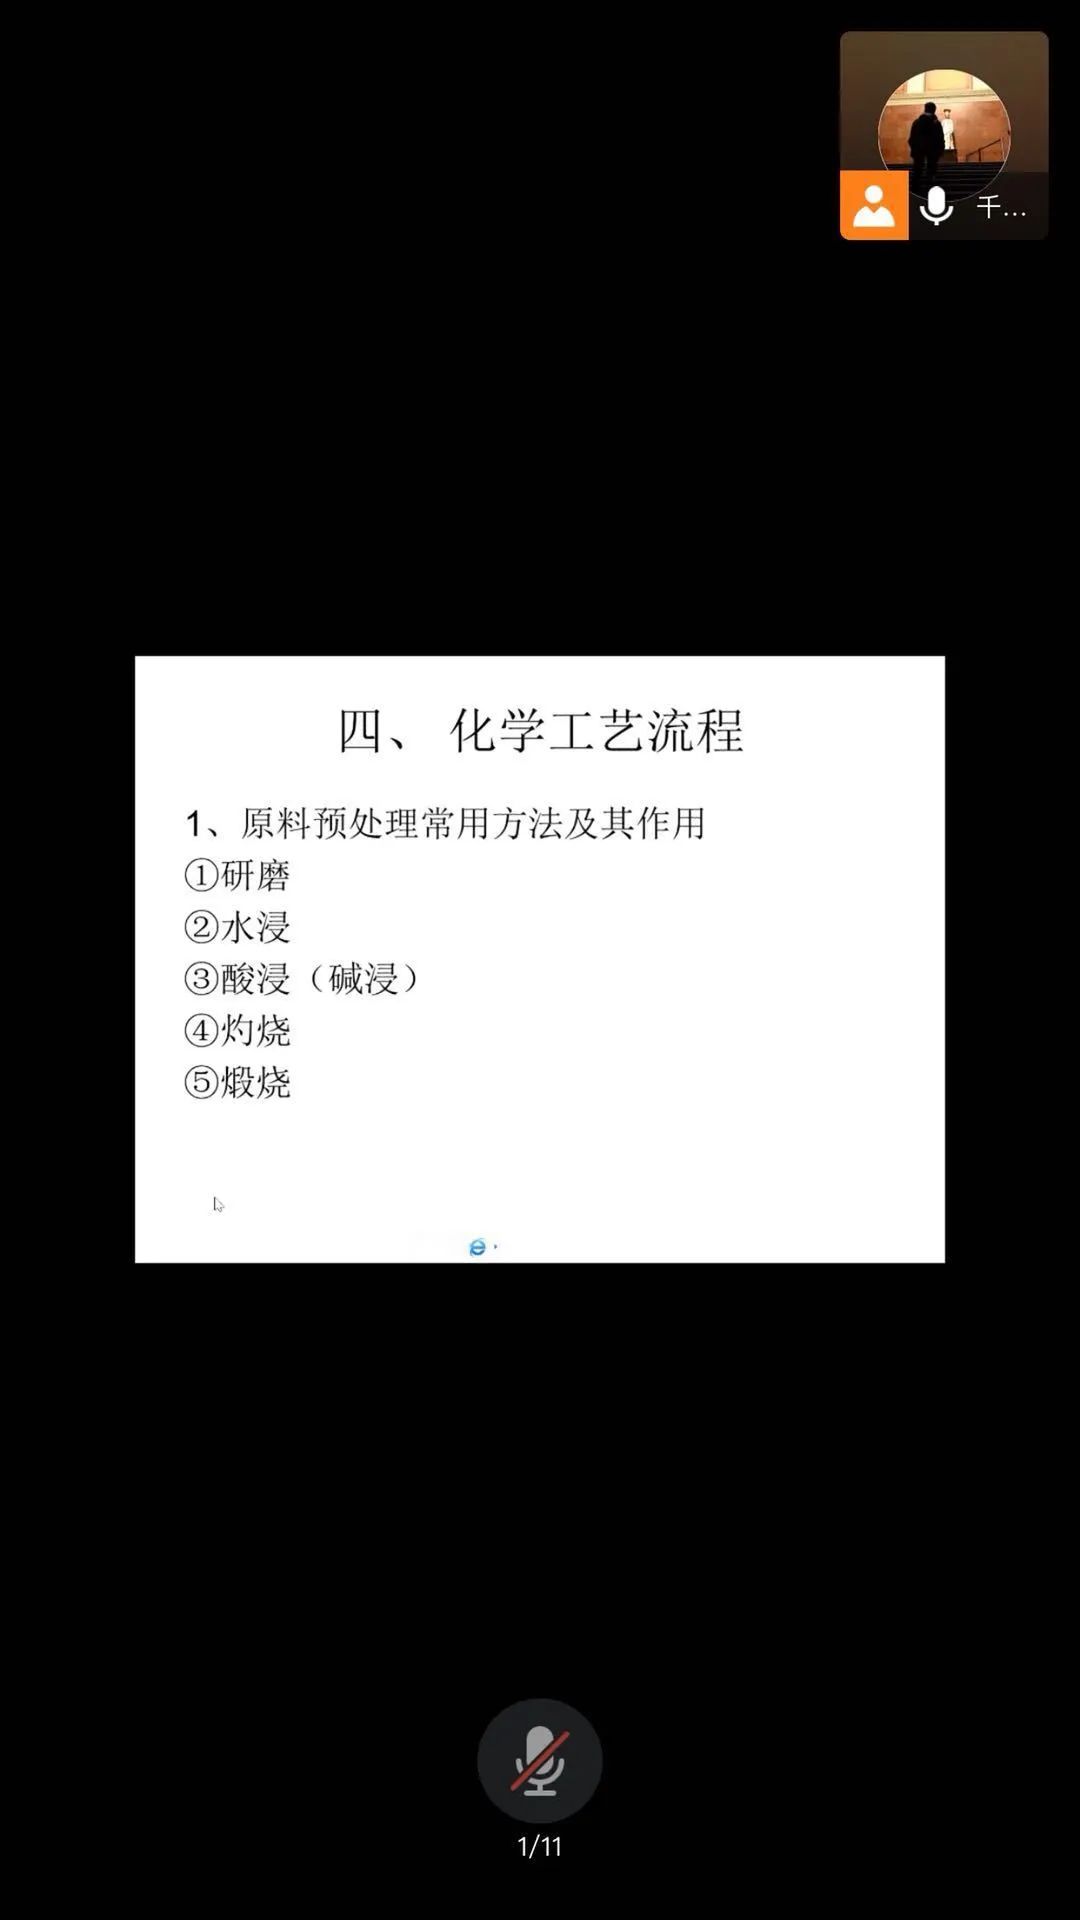 千...
四、 化学工艺流程
1、原料预处理常用方法及其作用
①研磨
②水浸
③酸浸（碱浸）
④灼烧
⑤煅烧
1/11